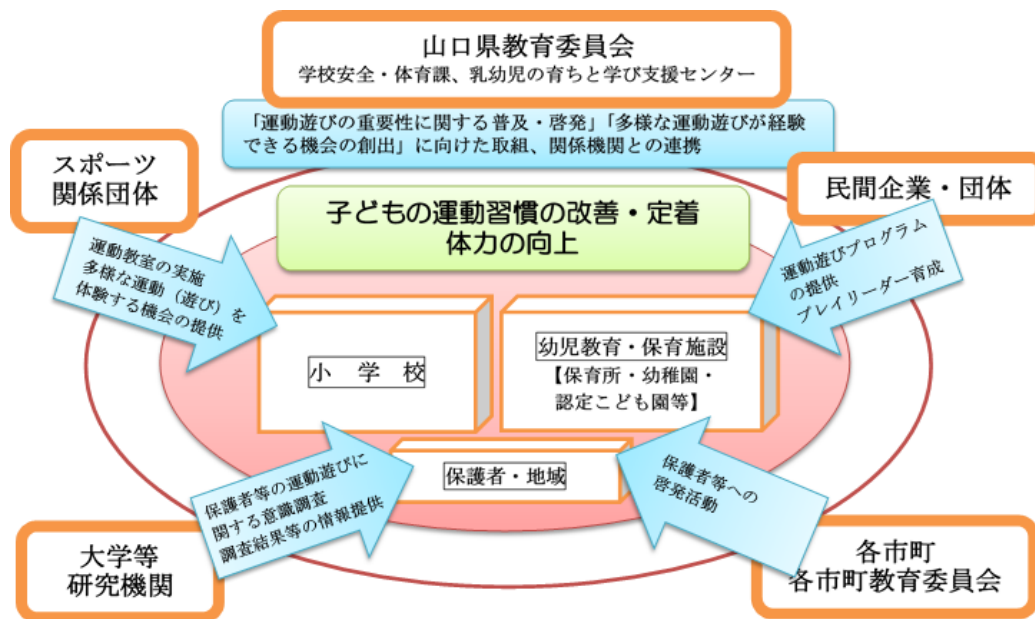 山口県教育委員会
学校安全・体育課、乳幼児の育ちと学び支援センター
「運動遊びの重要性に関する普及・啓発」「多様な運動遊びが経験
できる機会の創出」に向けた取組、関係機関との連携
スポーツ
関係団体
民間企業・団体
子どもの運動習慣の改善・定着
体力の向上
運動教室の実施
多様な運動（遊び）を
体験する機会の提供
運動遊びプログラム
の提供
プレイリーダー育成
小　学　校
幼児教育・保育施設
【保育所・幼稚園・
認定こども園等】
保護者・地域
保護者等の運動遊びに
関する意識調査
調査結果等の情報提供
保護者等への
啓発活動
大学等
研究機関
各市町
各市町教育委員会